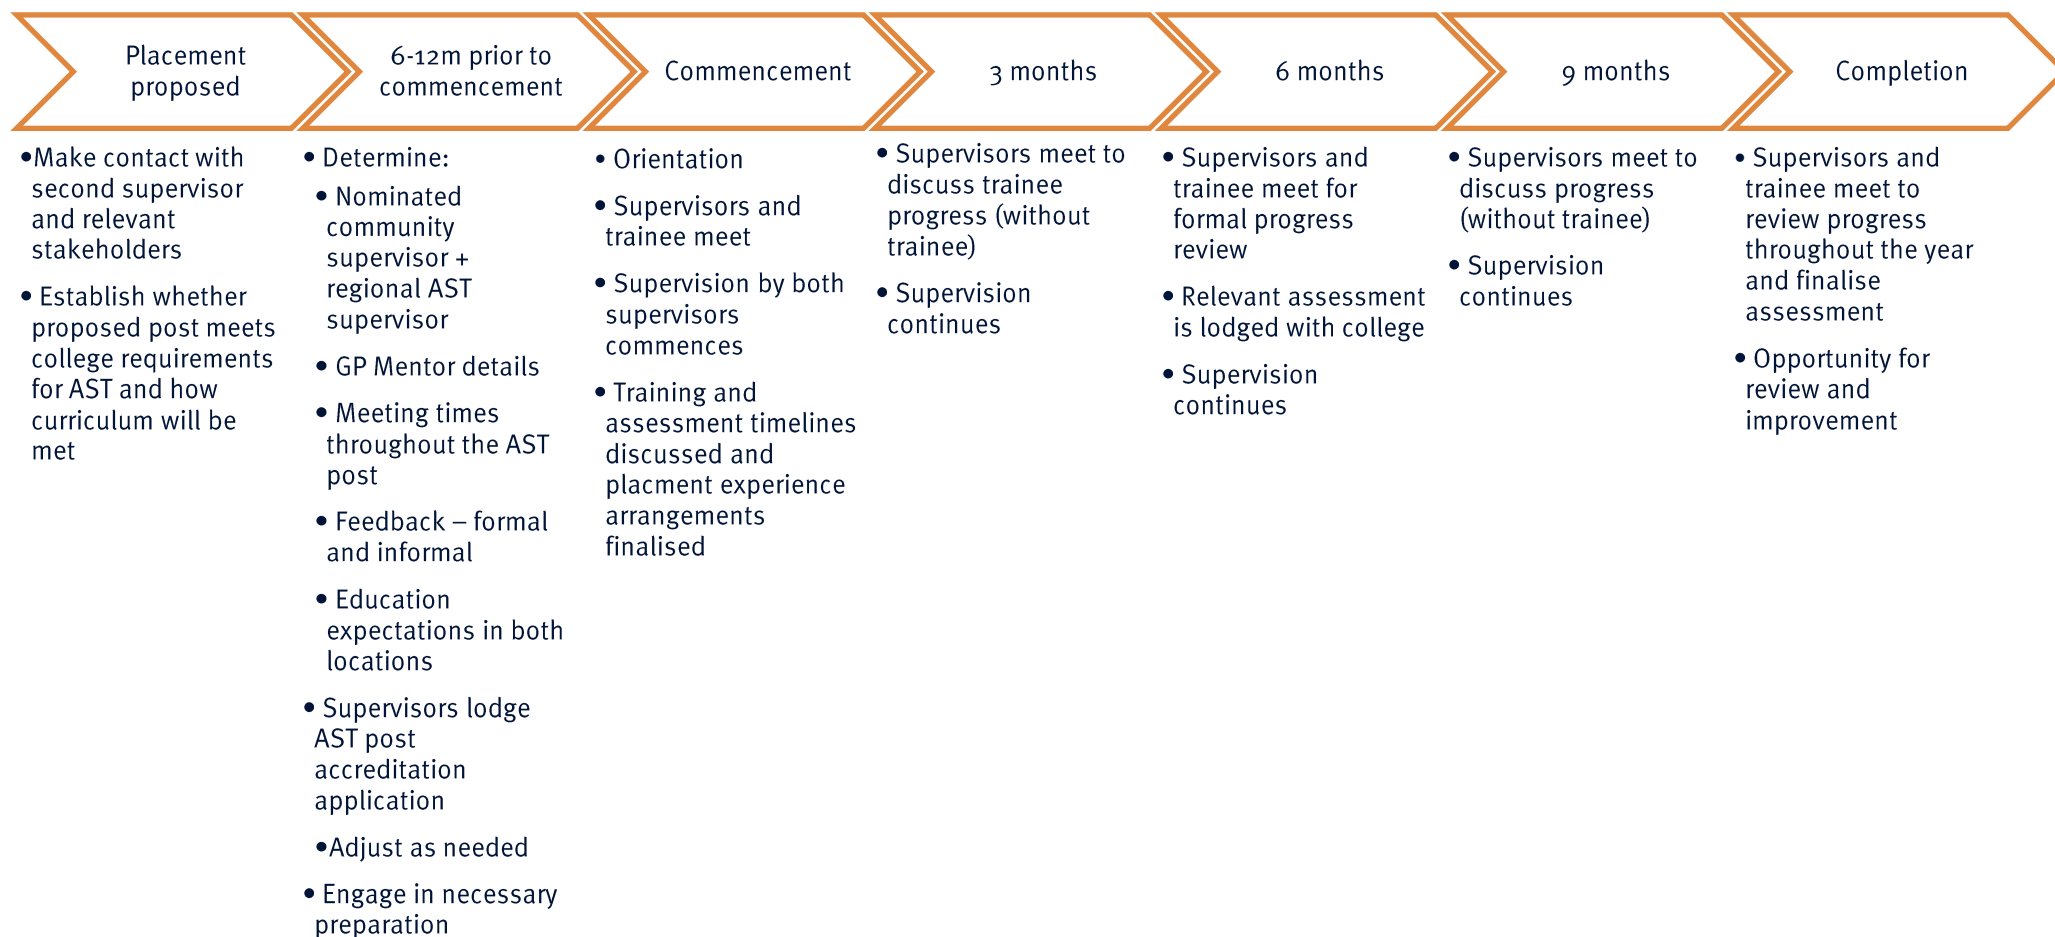 Placement
proposed
6-12m prior to
commencement
Commencement
3 months
6 months
9 months
Completion
•Make contact with
second supervisor
and relevant
stakeholders
• Establish whether
proposed post meets
college requirements
for AST and how
curriculum will be
met
• Determine:
• Nominated
community
supervisor +
regional AST
supervisor
• GP Mentor details
• Meeting times
throughout the AST
post
• Feedback – formal
and informal
• Education
expectations in both
locations
• Supervisors lodge
AST post
accreditation
application
•Adjust as needed
• Engage in necessary
preparation
• Orientation
• Supervisors and
trainee meet
• Supervision by both
supervisors
commences
• Training and
assessment timelines
discussed and
placment experience
arrangements
finalised
• Supervisors meet to
discuss trainee
progress (without
trainee)
• Supervision
continues
• Supervisors and
trainee meet for
formal progress
review
• Relevant assessment
is lodged with college
• Supervision
continues
• Supervisors meet to
discuss progress
(without trainee)
• Supervision
continues
• Supervisors and
trainee meet to
review progress
throughout the year
and finalise
assessment
• Opportunity for
review and
improvement